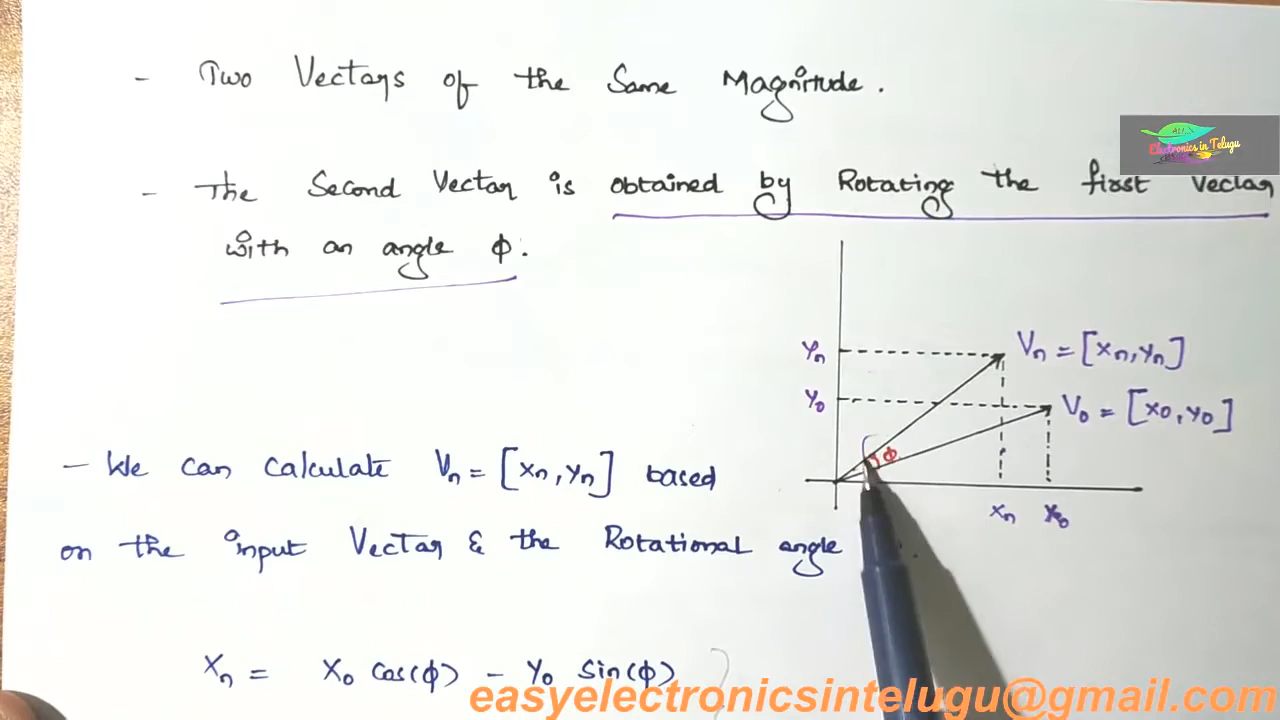 - Two Vectors of the Same Magnitude.
Electronics in Telugu
- The Second Vector is obtained by Rotating the first Vector
with an angle φ.
Yn
Vn = [xn, yn]
Y0
V0 = [x0, y0]
φ
- We can calculate Vn = [xn, yn] based
xn x0
on the input Vector & the Rotational angle
Xn = X0 Cos(φ) - Y0 Sin(φ)
easyelectronicsintelugu@gmail.com